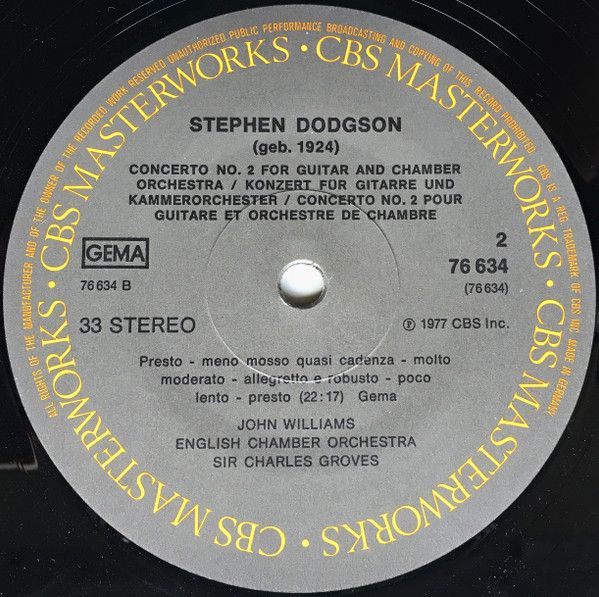 ALL RIGHTS OF THE MANUFACTURER AND OF THE OWNER OF THE RECORDED WORK RESERVED UNAUTHORIZED PUBLIC PERFORMANCE BROADCASTING AND COPYING OF THIS RECORD PROHIBITED. CBS IS A REG. TRADEMARK OF CBS INC. MADE IN GERMANY
CBS MASTERWORKS · CBS MASTERWORKS · CBS MASTERWORKS · CBS MASTERWORKS · CBS MASTERWORKS ·
STEPHEN DODGSON
(geb. 1924)
CONCERTO NO. 2 FOR GUITAR AND CHAMBER
ORCHESTRA / KONZERT FÜR GITARRE UND
KAMMERORCHESTER / CONCERTO NO. 2 POUR
GUITARE ET ORCHESTRE DE CHAMBRE
GEMA
2
76 634
76 634 B
(76 634)
33 STEREO
℗ 1977 CBS Inc.
Presto - meno mosso quasi cadenza - molto
moderato - allegretto e robusto - poco
lento - presto (22:17) Gema
JOHN WILLIAMS
ENGLISH CHAMBER ORCHESTRA
SIR CHARLES GROVES